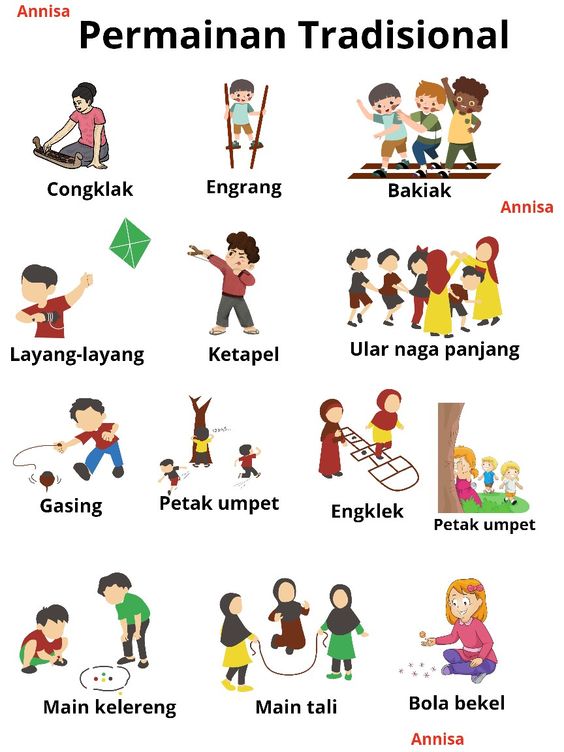 Annisa
Permainan Tradisional
Congklak
Engrang
Bakiak
Annisa
Layang-layang
Ketapel
Ular naga panjang
Gasing
Petak umpet
Engklek
Petak umpet
Main kelereng
Main tali
Bola bekel
Annisa